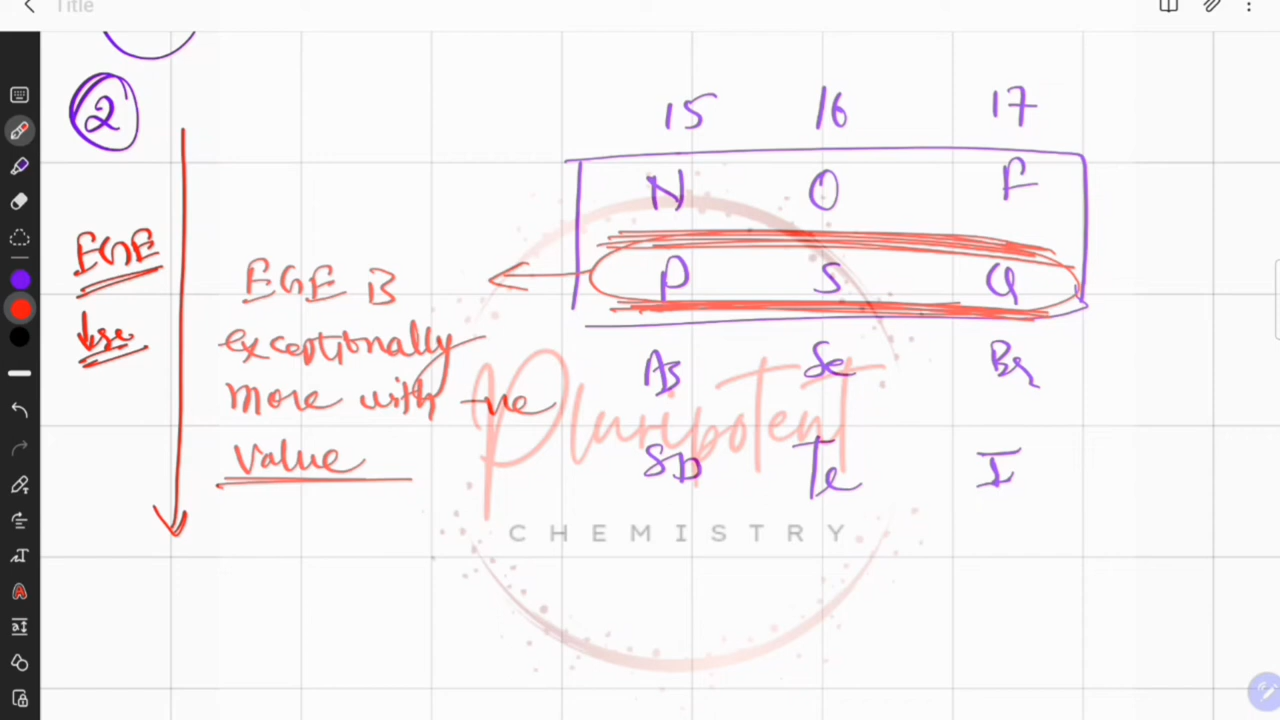 Title
2
15 16 17
N O F
EGE
EGE B
P S Cl
exceptionally
↓se
As Se Br
more with -ve
value
Sb Te I
Pluripotent
CHEMISTRY